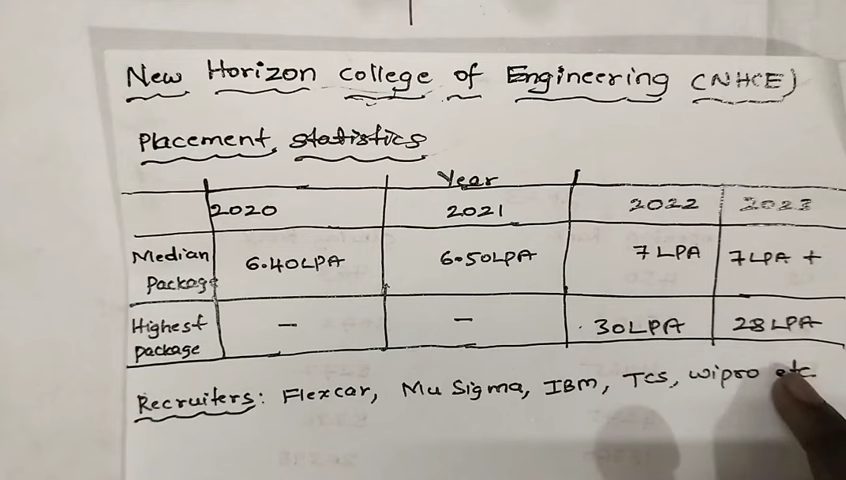 New Horizon college of Engineering (NHCE)
Placement statistics
Year
2020 2021 2022 2023
Median Package 6.40LPA 6.50LPA 7LPA 7LPA +
Highest package - - 30LPA 28LPA
Recruiters: Flexcar, Mu Sigma, IBM, TCS, wipro etc.